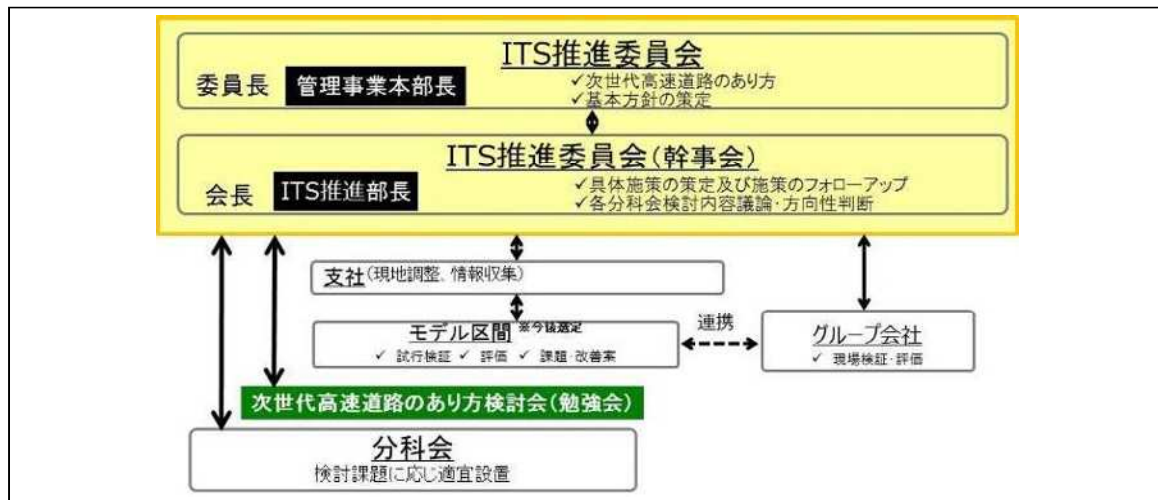 ITS推進委員会
委員長 管理事業本部長
✓次世代高速道路のあり方
✓基本方針の策定
ITS推進委員会(幹事会)
会長 ITS推進部長
✓具体施策の策定及び施策のフォローアップ
✓各分科会検討内容議論・方向性判断
支社(現地調整、情報収集)
モデル区間 ※今後選定
✓ 試行検証 ✓ 評価 ✓ 課題・改善案
連携
グループ会社
✓ 現場検証・評価
次世代高速道路のあり方検討会(勉強会)
分科会
検討課題に応じ適宜設置